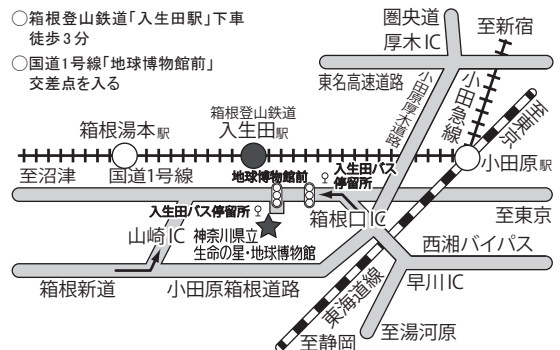 ○箱根登山鉄道「入生田駅」下車
徒歩3分
○国道1号線「地球博物館前」
交差点を入る
圏央道
厚木IC
至新宿
東名高速道路
小田原厚木道路
小田急線
至東京
箱根登山鉄道
箱根湯本駅
入生田駅
小田原駅
至沼津
国道1号線
地球博物館前
入生田バス
停留所
入生田バス停留所
箱根口IC
至東京
山崎IC
神奈川県立
生命の星・地球博物館
西湘バイパス
箱根新道
小田原箱根道路
東海道線
早川IC
至静岡
至湯河原